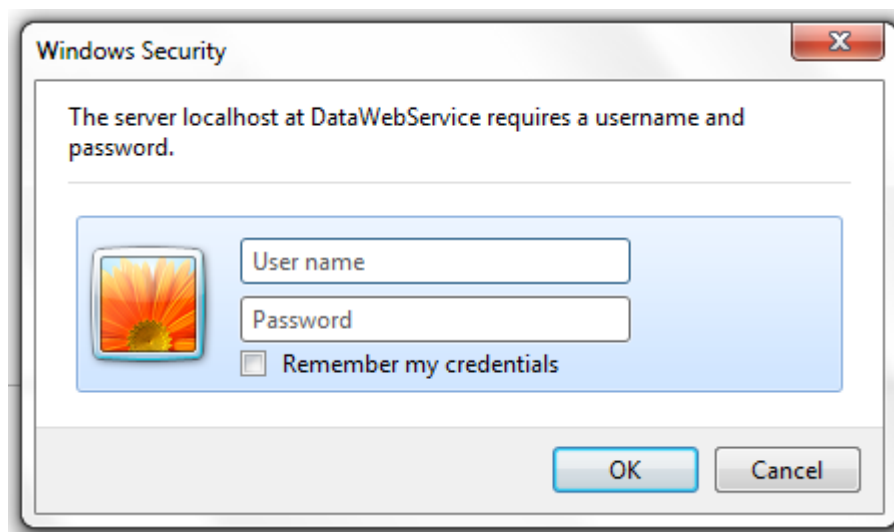 Windows Security
The server localhost at DataWebService requires a username and
password.
User name
Password
Remember my credentials
OK
Cancel